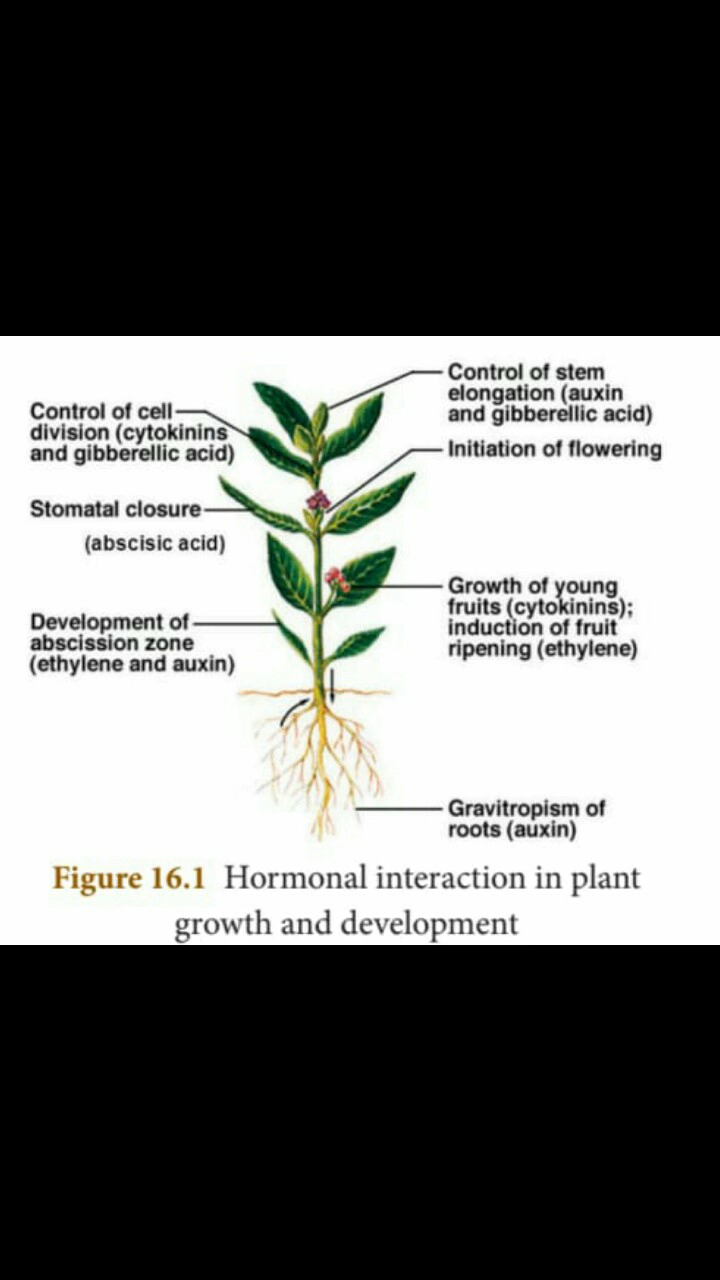 Control of stem
elongation (auxin
and gibberellic acid)
Control of cell
division (cytokinins
and gibberellic acid)
Initiation of flowering
Stomatal closure
(abscisic acid)
Growth of young
fruits (cytokinins);
induction of fruit
ripening (ethylene)
Development of
abscission zone
(ethylene and auxin)
Gravitropism of
roots (auxin)
Figure 16.1 Hormonal interaction in plant
growth and development